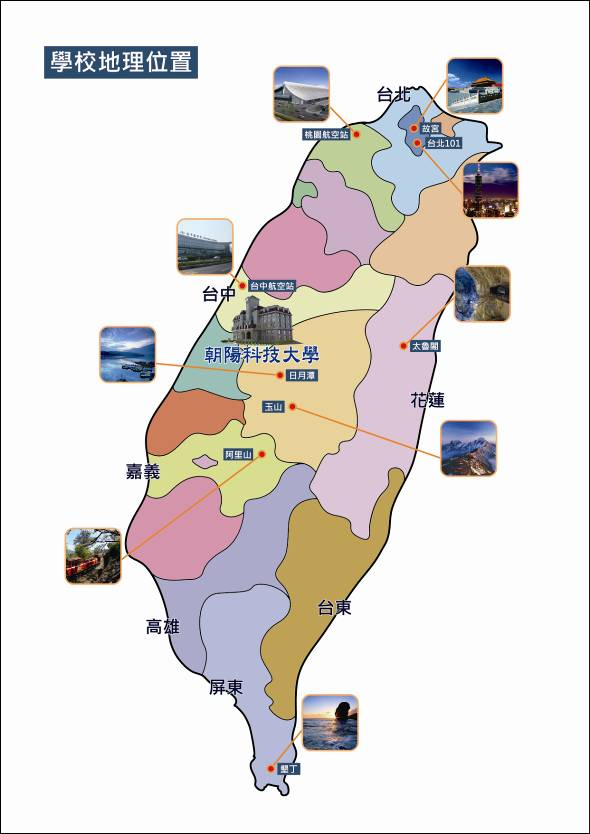 學校地理位置
台北
桃園航空站
故宮
台北101
台中航空站
台中
朝陽科技大學
太魯閣
日月潭
花蓮
玉山
阿里山
嘉義
台東
高雄
屏東
墾丁